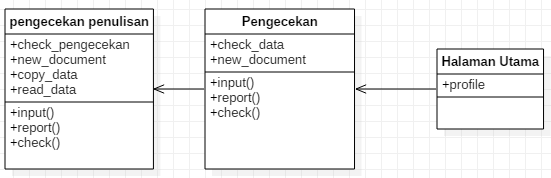 pengecekan penulisan
+check_pengecekan
+new_document
+copy_data
+read_data
+input()
+report()
+check()
Pengecekan
+check_data
+new_document
+input()
+report()
+check()
Halaman Utama
+profile